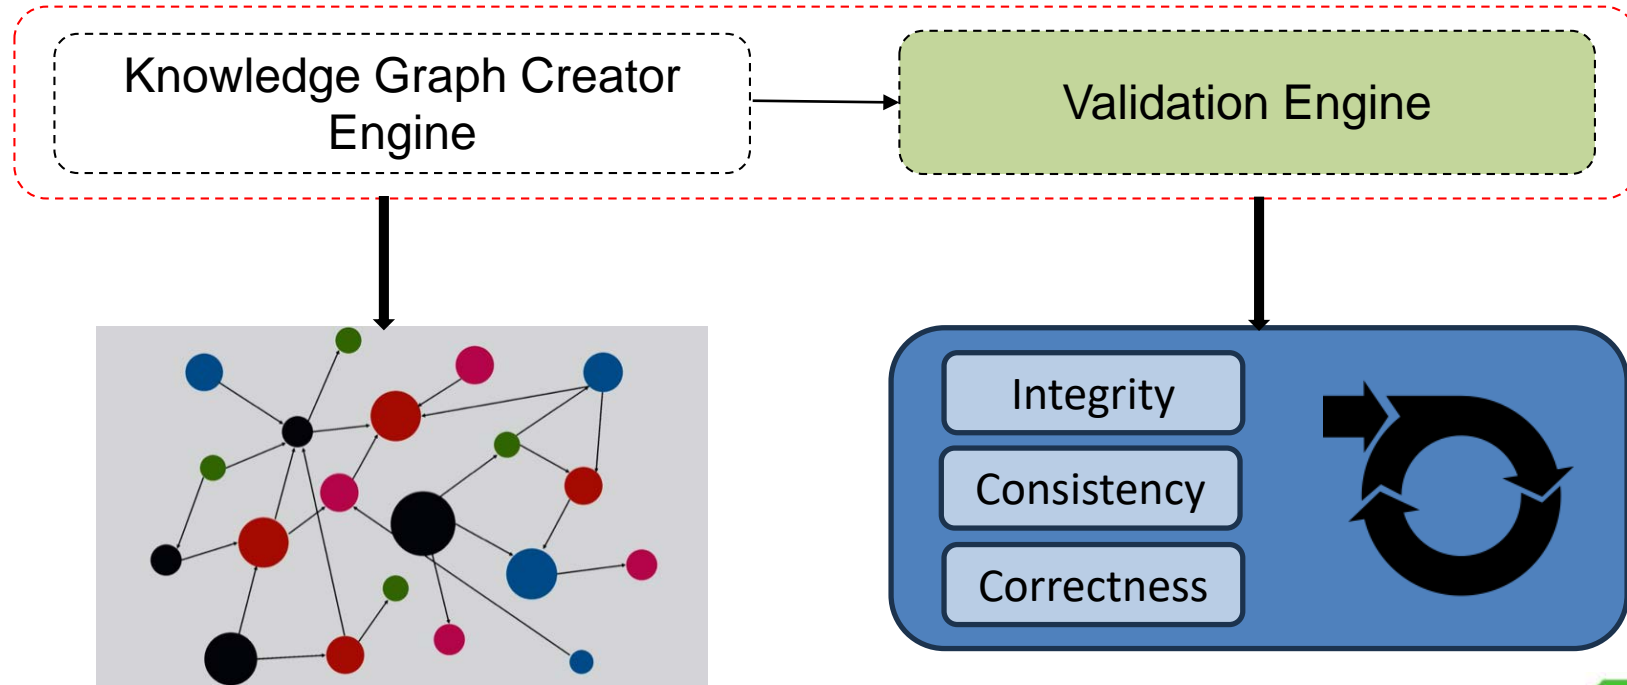 Knowledge Graph Creator
Engine
Validation Engine
Integrity
Consistency
Correctness